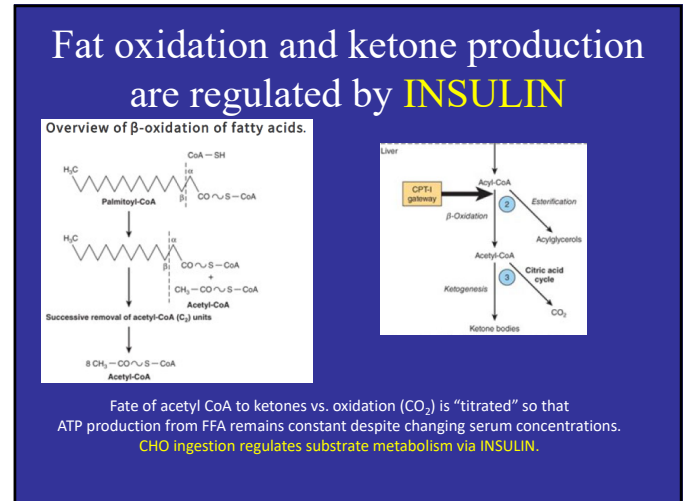 Fat oxidation and ketone production
are regulated by INSULIN
Overview of β-oxidation of fatty acids.
CoA—SH
H₃C
α
β
CO∼S—CoA
Palmitoyl-CoA
H₃C
α
β
CO∼S—CoA
+
CH₃—CO∼S—CoA
Acetyl-CoA
Successive removal of acetyl-CoA (C₂) units
8 CH₃—CO∼S—CoA
Acetyl-CoA
Liver
Acyl-CoA
CPT-I
gateway
2
Esterification
β-Oxidation
Acylglycerols
Acetyl-CoA
Citric acid
cycle
3
Ketogenesis
CO₂
Ketone bodies
Fate of acetyl CoA to ketones vs. oxidation (CO₂) is “titrated” so that
ATP production from FFA remains constant despite changing serum concentrations.
CHO ingestion regulates substrate metabolism via INSULIN.